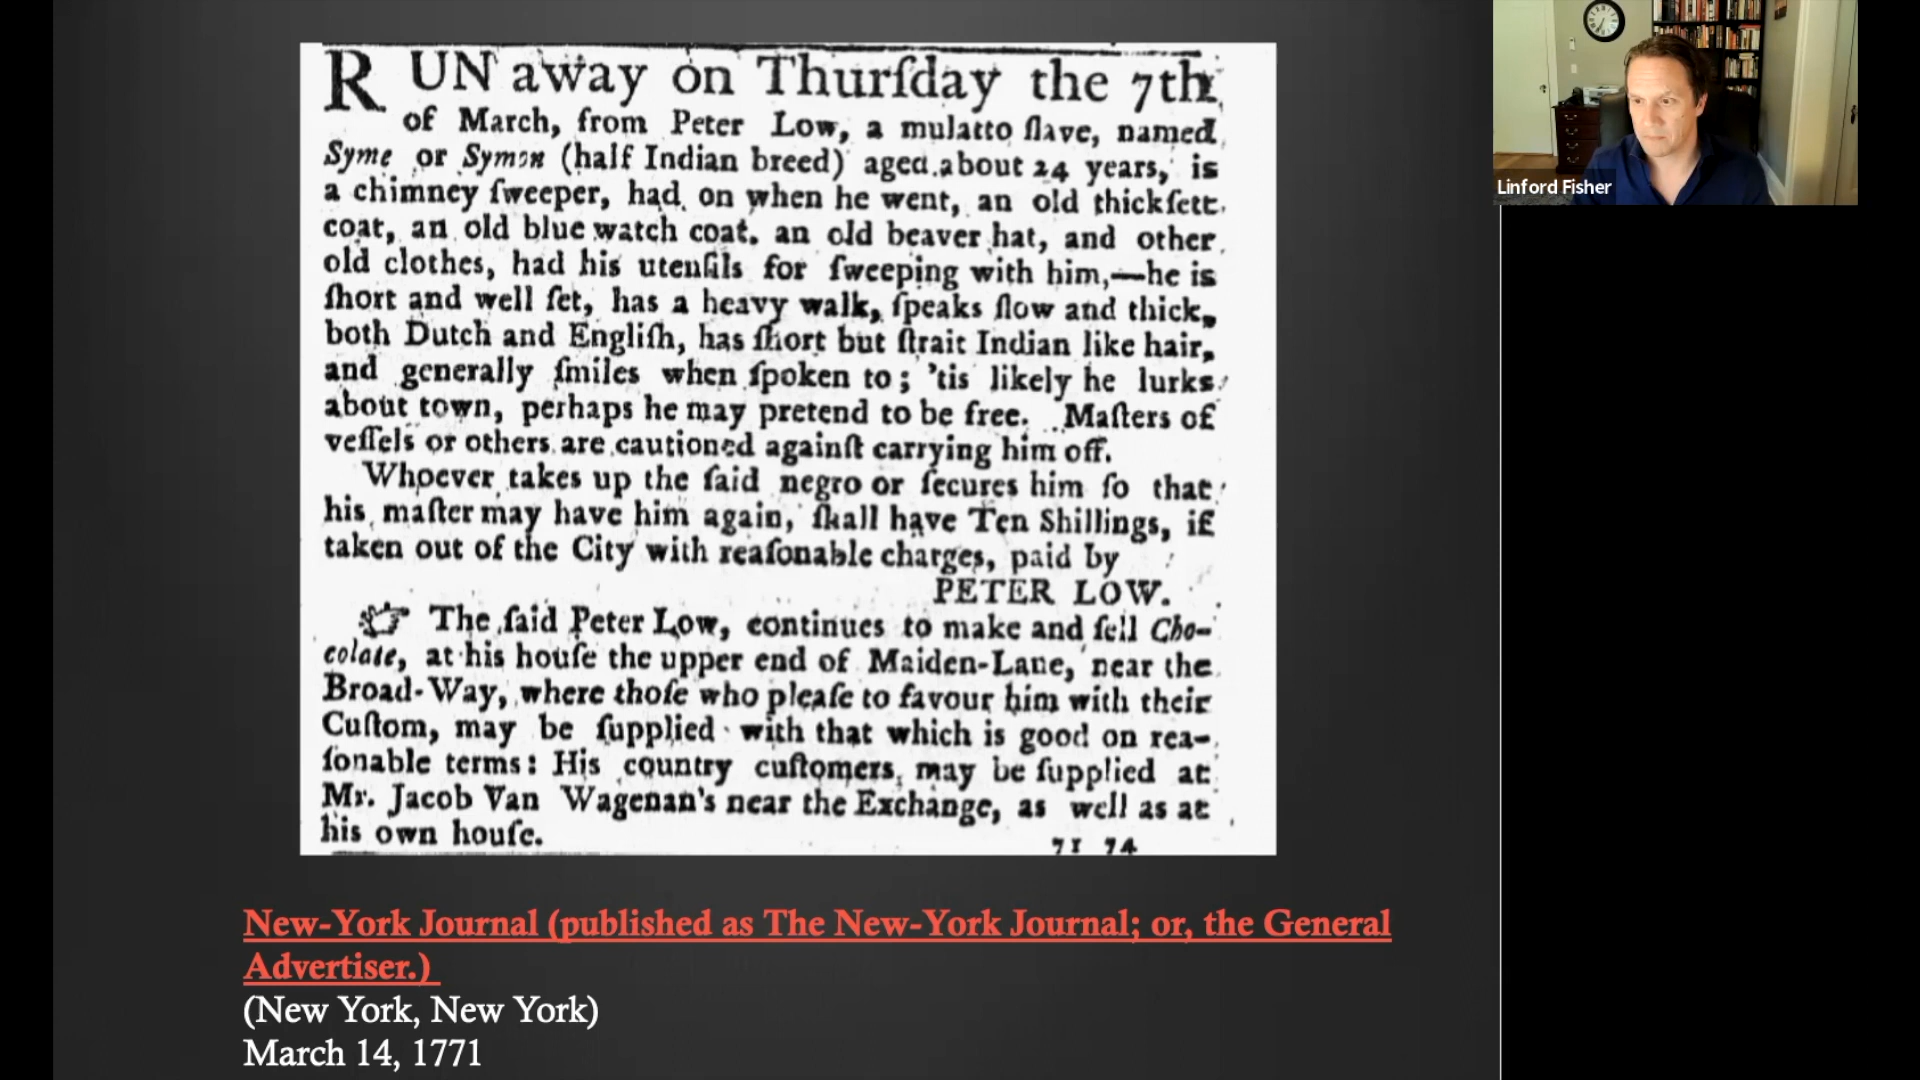 RUN away on Thurſday the 7th
of March, from Peter Low, a mulatto ſlave, named
Syme or Symon (half Indian breed) aged about 24 years, is
a chimney ſweeper, had on when he went, an old thickſett
coat, an old blue watch coat, an old beaver hat, and other
old clothes, had his utenſils for ſweeping with him,—he is
ſhort and well ſet, has a heavy walk, ſpeaks ſlow and thick,
both Dutch and Engliſh, has ſhort but ſtrait Indian like hair,
and generally ſmiles when ſpoken to; 'tis likely he lurks
about town, perhaps he may pretend to be free. Maſters of
veſſels or others are cautioned againſt carrying him off.
Whoever takes up the ſaid negro or ſecures him ſo that
his maſter may have him again, ſhall have Ten Shillings, if
taken out of the City with reaſonable charges, paid by
PETER LOW.
☞ The ſaid Peter Low, continues to make and ſell Cho-
colate, at his houſe the upper end of Maiden-Lane, near the
Broad-Way, where thoſe who pleaſe to favour him with their
Cuſtom, may be ſupplied with that which is good on rea-
ſonable terms: His country cuſtomers, may be ſupplied at
Mr. Jacob Van Wagenan's near the Exchange, as well as at
his own houſe.
71 74
New-York Journal (published as The New-York Journal; or, the General
Advertiser.)
(New York, New York)
March 14, 1771
Linford Fisher